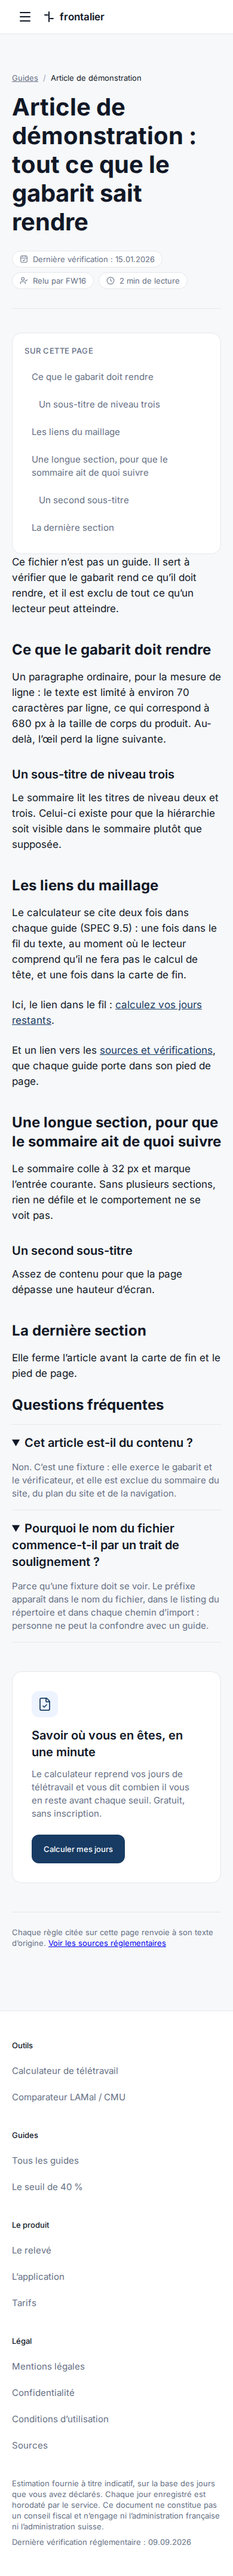 frontalier
Guides / Article de démonstration
Article de
démonstration :
tout ce que le
gabarit sait
rendre
Dernière vérification : 15.01.2026
Relu par FW16
2 min de lecture
SUR CETTE PAGE
Ce que le gabarit doit rendre
Un sous-titre de niveau trois
Les liens du maillage
Une longue section, pour que le
sommaire ait de quoi suivre
Un second sous-titre
La dernière section
Ce fichier n’est pas un guide. Il sert à
vérifier que le gabarit rend ce qu’il doit
rendre, et il est exclu de tout ce qu’un
lecteur peut atteindre.
Ce que le gabarit doit rendre
Un paragraphe ordinaire, pour la mesure de
ligne : le texte est limité à environ 70
caractères par ligne, ce qui correspond à
680 px à la taille de corps du produit. Au-
delà, l’œil perd la ligne suivante.
Un sous-titre de niveau trois
Le sommaire lit les titres de niveau deux et
trois. Celui-ci existe pour que la hiérarchie
soit visible dans le sommaire plutôt que
supposée.
Les liens du maillage
Le calculateur se cite deux fois dans
chaque guide (SPEC 9.5) : une fois dans le
fil du texte, au moment où le lecteur
comprend qu’il ne fera pas le calcul de
tête, et une fois dans la carte de fin.
Ici, le lien dans le fil : calculez vos jours
restants.
Et un lien vers les sources et vérifications,
que chaque guide porte dans son pied de
page.
Une longue section, pour que
le sommaire ait de quoi suivre
Le sommaire colle à 32 px et marque
l’entrée courante. Sans plusieurs sections,
rien ne défile et le comportement ne se
voit pas.
Un second sous-titre
Assez de contenu pour que la page
dépasse une hauteur d’écran.
La dernière section
Elle ferme l’article avant la carte de fin et le
pied de page.
Questions fréquentes
▼ Cet article est-il du contenu ?
Non. C’est une fixture : elle exerce le gabarit et
le vérificateur, et elle est exclue du sommaire du
site, du plan du site et de la navigation.
▼ Pourquoi le nom du fichier
commence-t-il par un trait de
soulignement ?
Parce qu’une fixture doit se voir. Le préfixe
apparaît dans le nom du fichier, dans le listing du
répertoire et dans chaque chemin d’import :
personne ne peut la confondre avec un guide.
Savoir où vous en êtes, en
une minute
Le calculateur reprend vos jours de
télétravail et vous dit combien il vous
en reste avant chaque seuil. Gratuit,
sans inscription.
Calculer mes jours
Chaque règle citée sur cette page renvoie à son texte
d’origine. Voir les sources réglementaires
Outils
Calculateur de télétravail
Comparateur LAMal / CMU
Guides
Tous les guides
Le seuil de 40 %
Le produit
Le relevé
L’application
Tarifs
Légal
Mentions légales
Confidentialité
Conditions d’utilisation
Sources
Estimation fournie à titre indicatif, sur la base des jours
que vous avez déclarés. Chaque jour enregistré est
horodaté par le service. Ce document ne constitue pas
un conseil fiscal et n’engage ni l’administration française
ni l’administration suisse.
Dernière vérification réglementaire : 09.09.2026